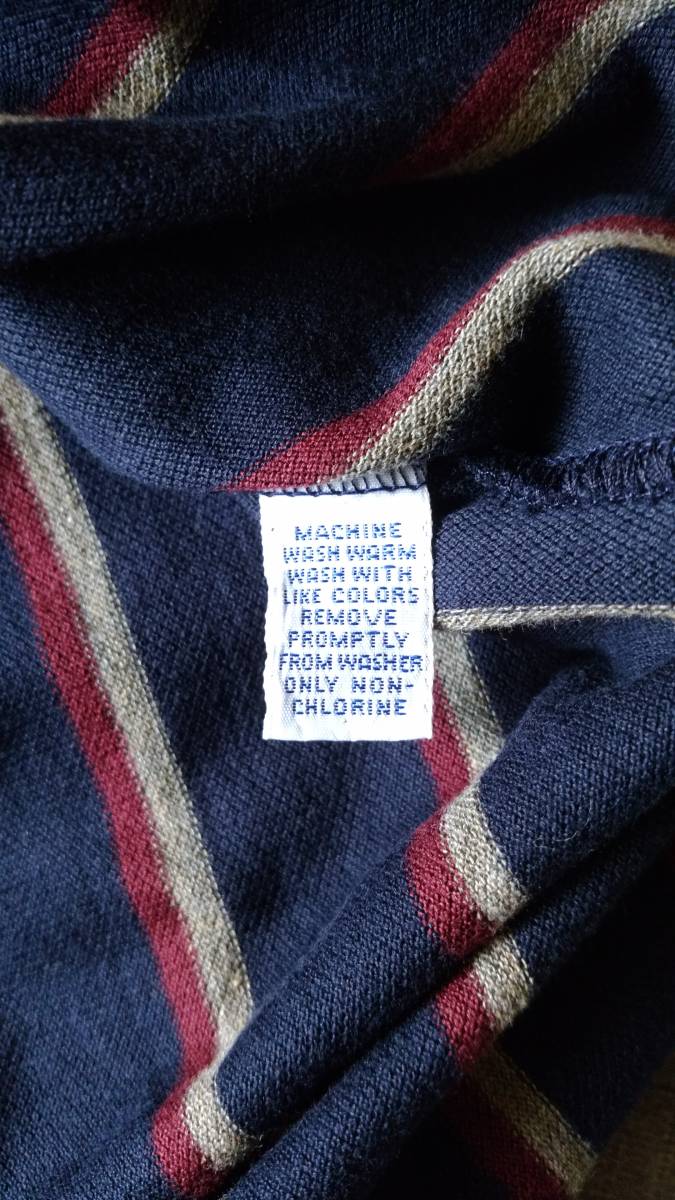 MACHINE
WASH WARM
WASH WITH
LIKE COLORS
REMOVE
PROMPTLY
FROM WASHER
ONLY NON-
CHLORINE